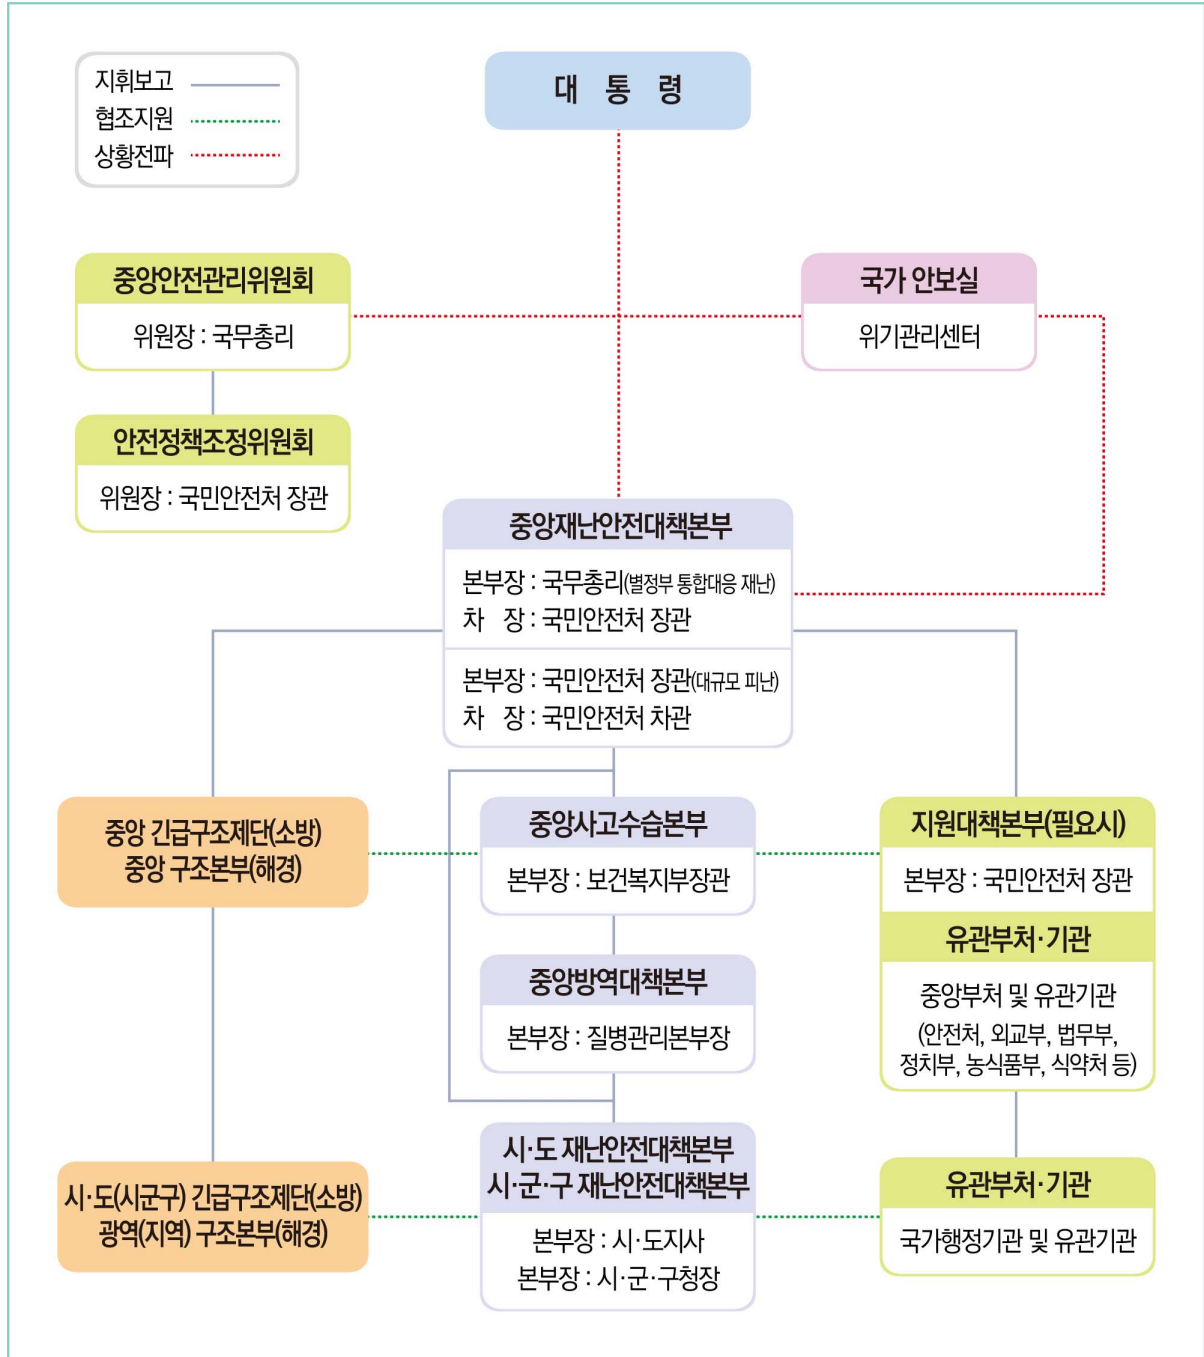 지휘보고
협조지원
상황전파
대 통 령
중앙안전관리위원회
위원장 : 국무총리
국가 안보실
위기관리센터
안전정책조정위원회
위원장 : 국민안전처 장관
중앙재난안전대책본부
본부장 : 국무총리(별정부 통합대응 재난)
차 장 : 국민안전처 장관
본부장 : 국민안전처 장관(대규모 피난)
차 장 : 국민안전처 차관
중앙 긴급구조제단(소방)
중앙 구조본부(해경)
중앙사고수습본부
본부장 : 보건복지부장관
지원대책본부(필요시)
본부장 : 국민안전처 장관
유관부처·기관
중앙부처 및 유관기관
(안전처, 외교부, 법무부,
정치부, 농식품부, 식약처 등)
중앙방역대책본부
본부장 : 질병관리본부장
시·도(시군구) 긴급구조제단(소방)
광역(지역) 구조본부(해경)
시·도 재난안전대책본부
시·군·구 재난안전대책본부
본부장 : 시·도지사
본부장 : 시·군·구청장
유관부처·기관
국가행정기관 및 유관기관